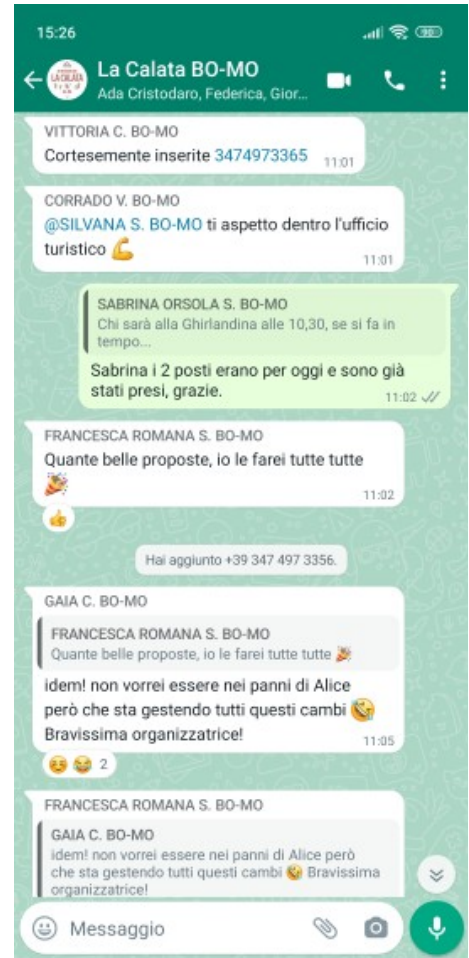 15:26
90
La Calata BO-MO
Ada Cristodaro, Federica, Gior...
VITTORIA C. BO-MO
Cortesemente inserite 3474973365
11:01
CORRADO V. BO-MO
@SILVANA S. BO-MO ti aspetto dentro l'ufficio
turistico 💪
11:01
SABRINA ORSOLA S. BO-MO
Chi sarà alla Ghirlandina alle 10,30, se si fa in
tempo...
Sabrina i 2 posti erano per oggi e sono già
stati presi, grazie.
11:02
FRANCESCA ROMANA S. BO-MO
Quante belle proposte, io le farei tutte tutte
🎉
11:02
Hai aggiunto +39 347 497 3356.
GAIA C. BO-MO
FRANCESCA ROMANA S. BO-MO
Quante belle proposte, io le farei tutte tutte 🎉
idem! non vorrei essere nei panni di Alice
però che sta gestendo tutti questi cambi 🤣
Bravissima organizzatrice!
11:05
2
FRANCESCA ROMANA S. BO-MO
GAIA C. BO-MO
idem! non vorrei essere nei panni di Alice però
che sta gestendo tutti questi cambi 🤣 Bravissima
organizzatrice!
Messaggio